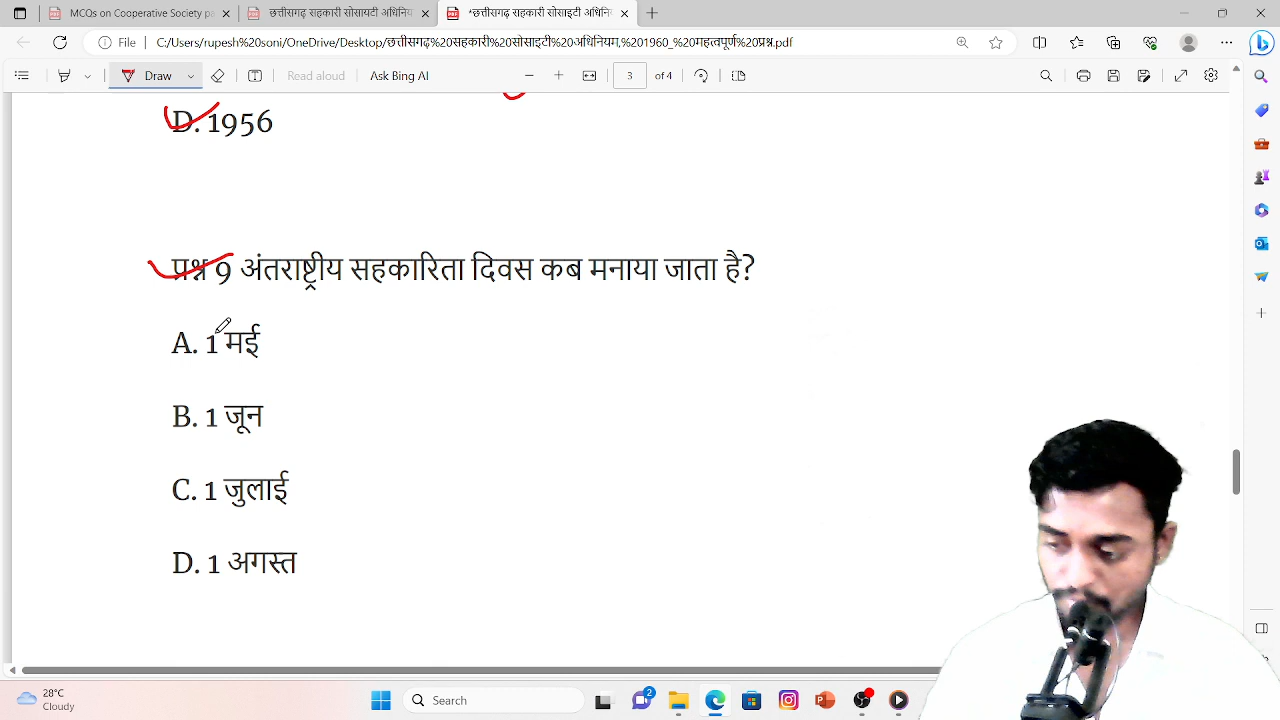 MCQs on Cooperative Society pa
छत्तीसगढ़ सहकारी सोसायटी अधिनिय
*छत्तीसगढ़ सहकारी सोसाइटी अधिनि
File
C:/Users/rupesh%20soni/OneDrive/Desktop/छत्तीसगढ़%20सहकारी%20सोसाइटी%20अधिनियम,%201960_%20महत्वपूर्ण%20प्रश्न.pdf
Draw
Read aloud
Ask Bing AI
3 of 4
D. 1956
प्रश्न 9 अंतराष्ट्रीय सहकारिता दिवस कब मनाया जाता है?
A. 1 मई
B. 1 जून
C. 1 जुलाई
D. 1 अगस्त
28°C
Cloudy
Search
2